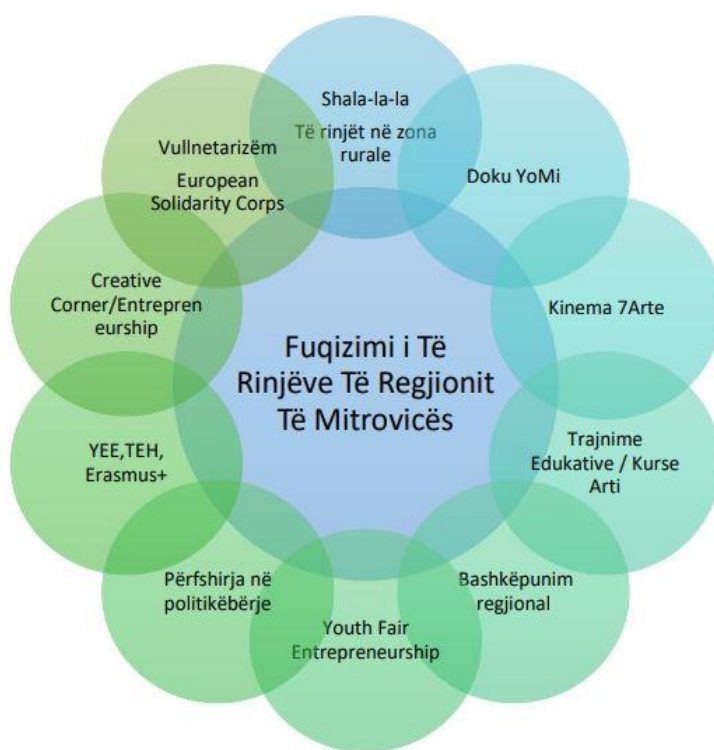 Shala-la-la
Të rinjët në zona
rurale
Doku YoMi
Kinema 7Arte
Trajnime
Edukative / Kurse
Arti
Bashkëpunim
regjional
Youth Fair
Entrepreneurship
Përfshirja në
politikëbërje
YEE,TEH,
Erasmus+
Creative
Corner/Entrepren
eurship
Vullnetarizëm
European
Solidarity Corps
Fuqizimi i Të
Rinjëve Të Regjionit
Të Mitrovicës